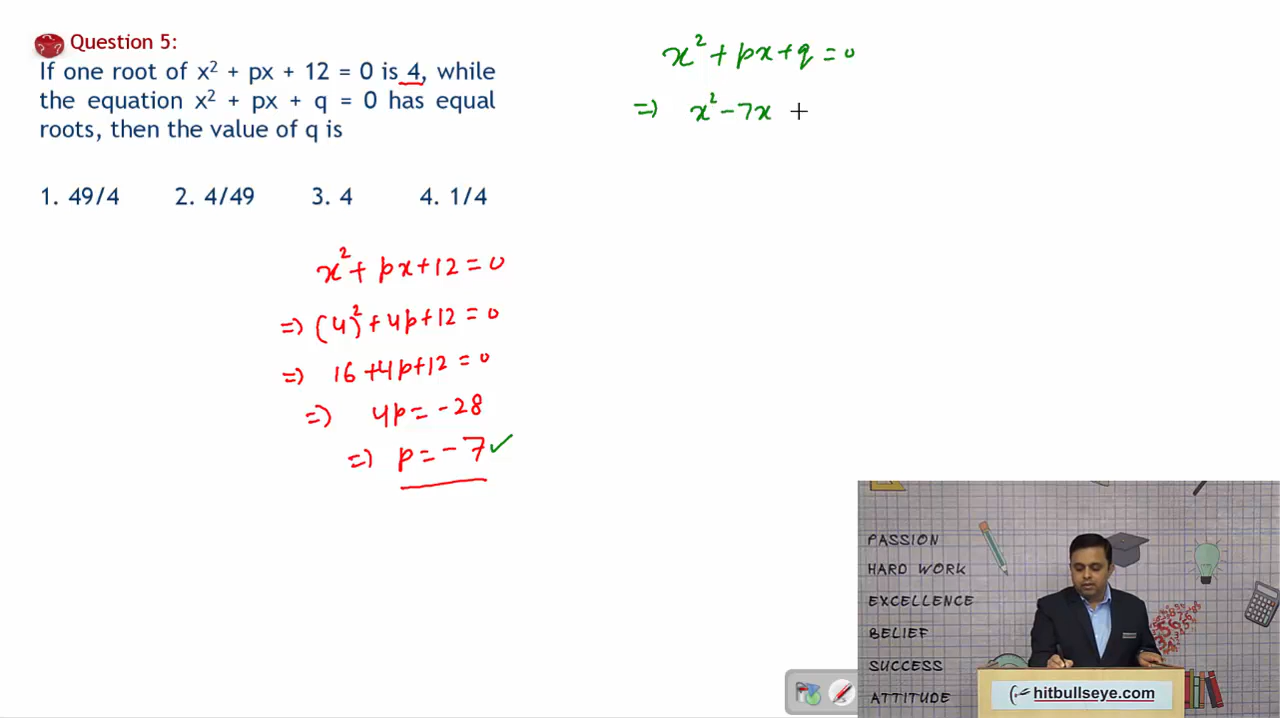 Question 5:
If one root of x² + px + 12 = 0 is 4, while
the equation x² + px + q = 0 has equal
roots, then the value of q is
1. 49/4 2. 4/49 3. 4 4. 1/4
x² + px + 12 = 0
=> (4)² + 4p + 12 = 0
=> 16 + 4p + 12 = 0
=> 4p = -28
=> p = -7 ✓
x² + px + q = 0
=> x² - 7x +
PASSION
HARD WORK
EXCELLENCE
BELIEF
SUCCESS
ATTITUDE
hitbullseye.com